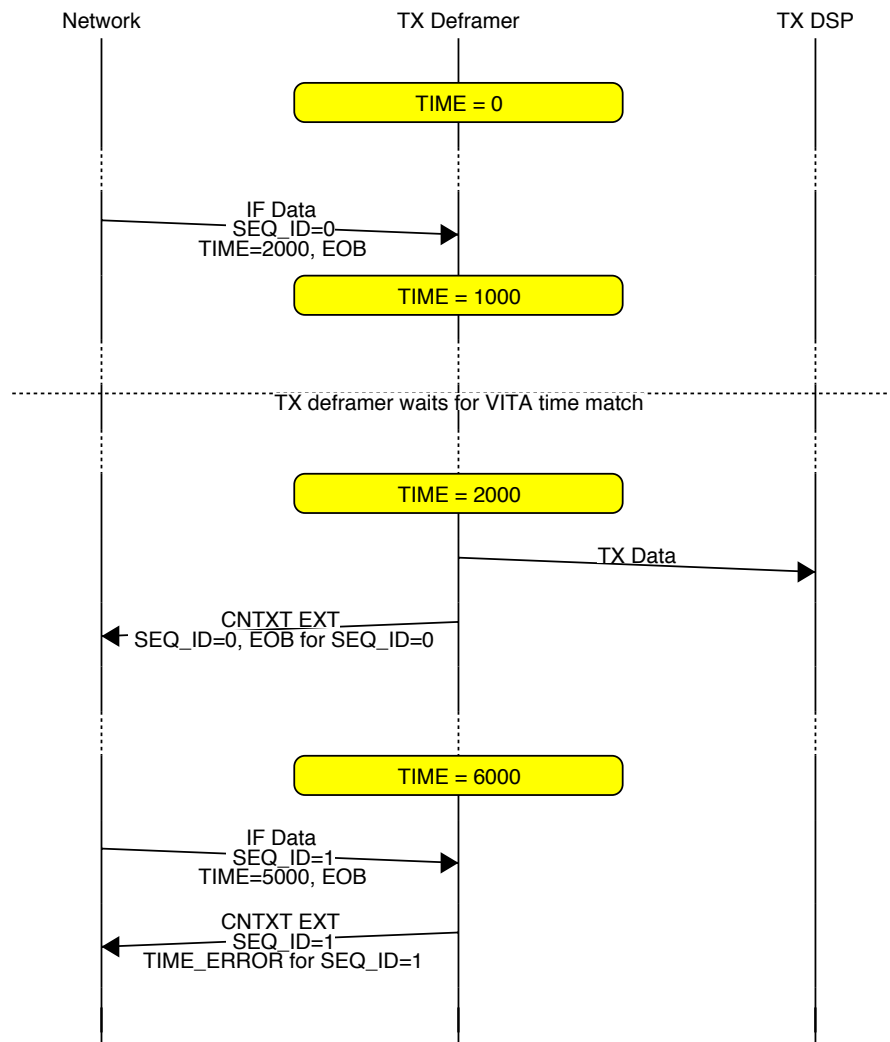 Network
TX Deframer
TX DSP
TIME = 0
IF Data
SEQ_ID=0
TIME=2000, EOB
TIME = 1000
TX deframer waits for VITA time match
TIME = 2000
TX Data
CNTXT EXT
SEQ_ID=0, EOB for SEQ_ID=0
TIME = 6000
IF Data
SEQ_ID=1
TIME=5000, EOB
CNTXT EXT
SEQ_ID=1
TIME_ERROR for SEQ_ID=1